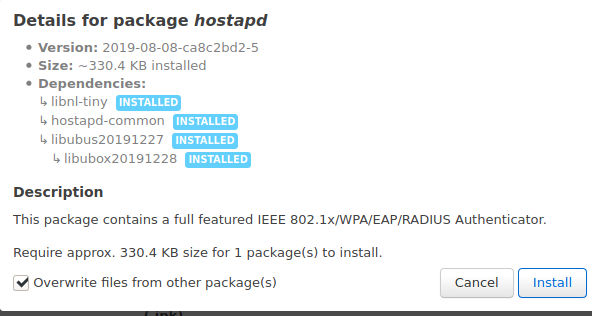 Details for package hostapd
• Version: 2019-08-08-ca8c2bd2-5
• Size: ~330.4 KB installed
• Dependencies:
↳libnl-tiny INSTALLED
↳hostapd-common INSTALLED
↳libubus20191227 INSTALLED
↳libubox20191228 INSTALLED
Description
This package contains a full featured IEEE 802.1x/WPA/EAP/RADIUS Authenticator.
Require approx. 330.4 KB size for 1 package(s) to install.
Overwrite files from other package(s) Cancel Install